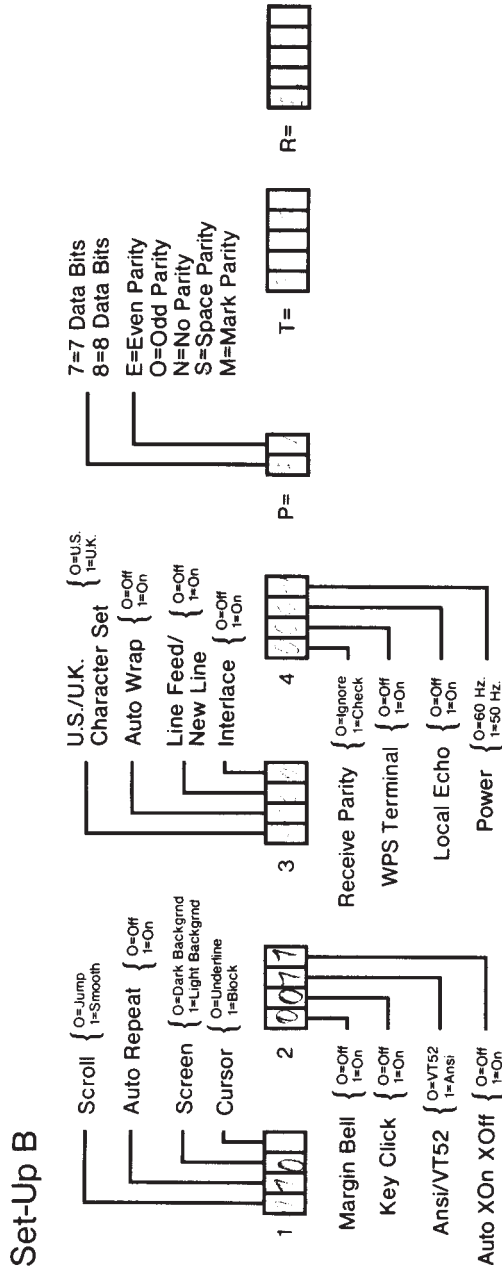 Set-Up B
Scroll { 0=Jump
1=Smooth
Auto Repeat { 0=Off
1=On
Screen { 0=Dark Backgrnd
1=Light Backgrnd
Cursor { 0=Underline
1=Block
1
1 0
Margin Bell { 0=Off
1=On
Key Click { 0=Off
1=On
Ansi/VT52 { 0=VT52
1=Ansi
Auto XOn XOff { 0=Off
1=On
2
0 0 1 1
U.S./U.K.
Character Set { 0=U.S.
1=U.K.
Auto Wrap { 0=Off
1=On
Line Feed/
New Line { 0=Off
1=On
Interlace { 0=Off
1=On
3
Receive Parity { 0=Ignore
1=Check
WPS Terminal { 0=Off
1=On
Local Echo { 0=Off
1=On
Power { 0=60 Hz.
1=50 Hz.
4
7=7 Data Bits
8=8 Data Bits
E=Even Parity
O=Odd Parity
N=No Parity
S=Space Parity
M=Mark Parity
P=
T=
R=